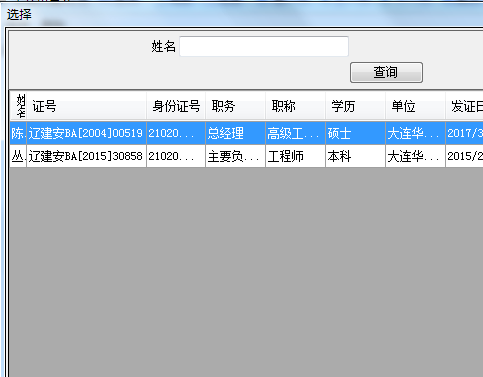 选择
姓名
查询
姓名 证号 身份证号 职务 职称 学历 单位 发证日
陈. 辽建安BA[2004]00519 21020... 总经理 高级工... 硕士 大连华... 2017/3
丛. 辽建安BA[2015]30858 21020... 主要负... 工程师 本科 大连华... 2015/2